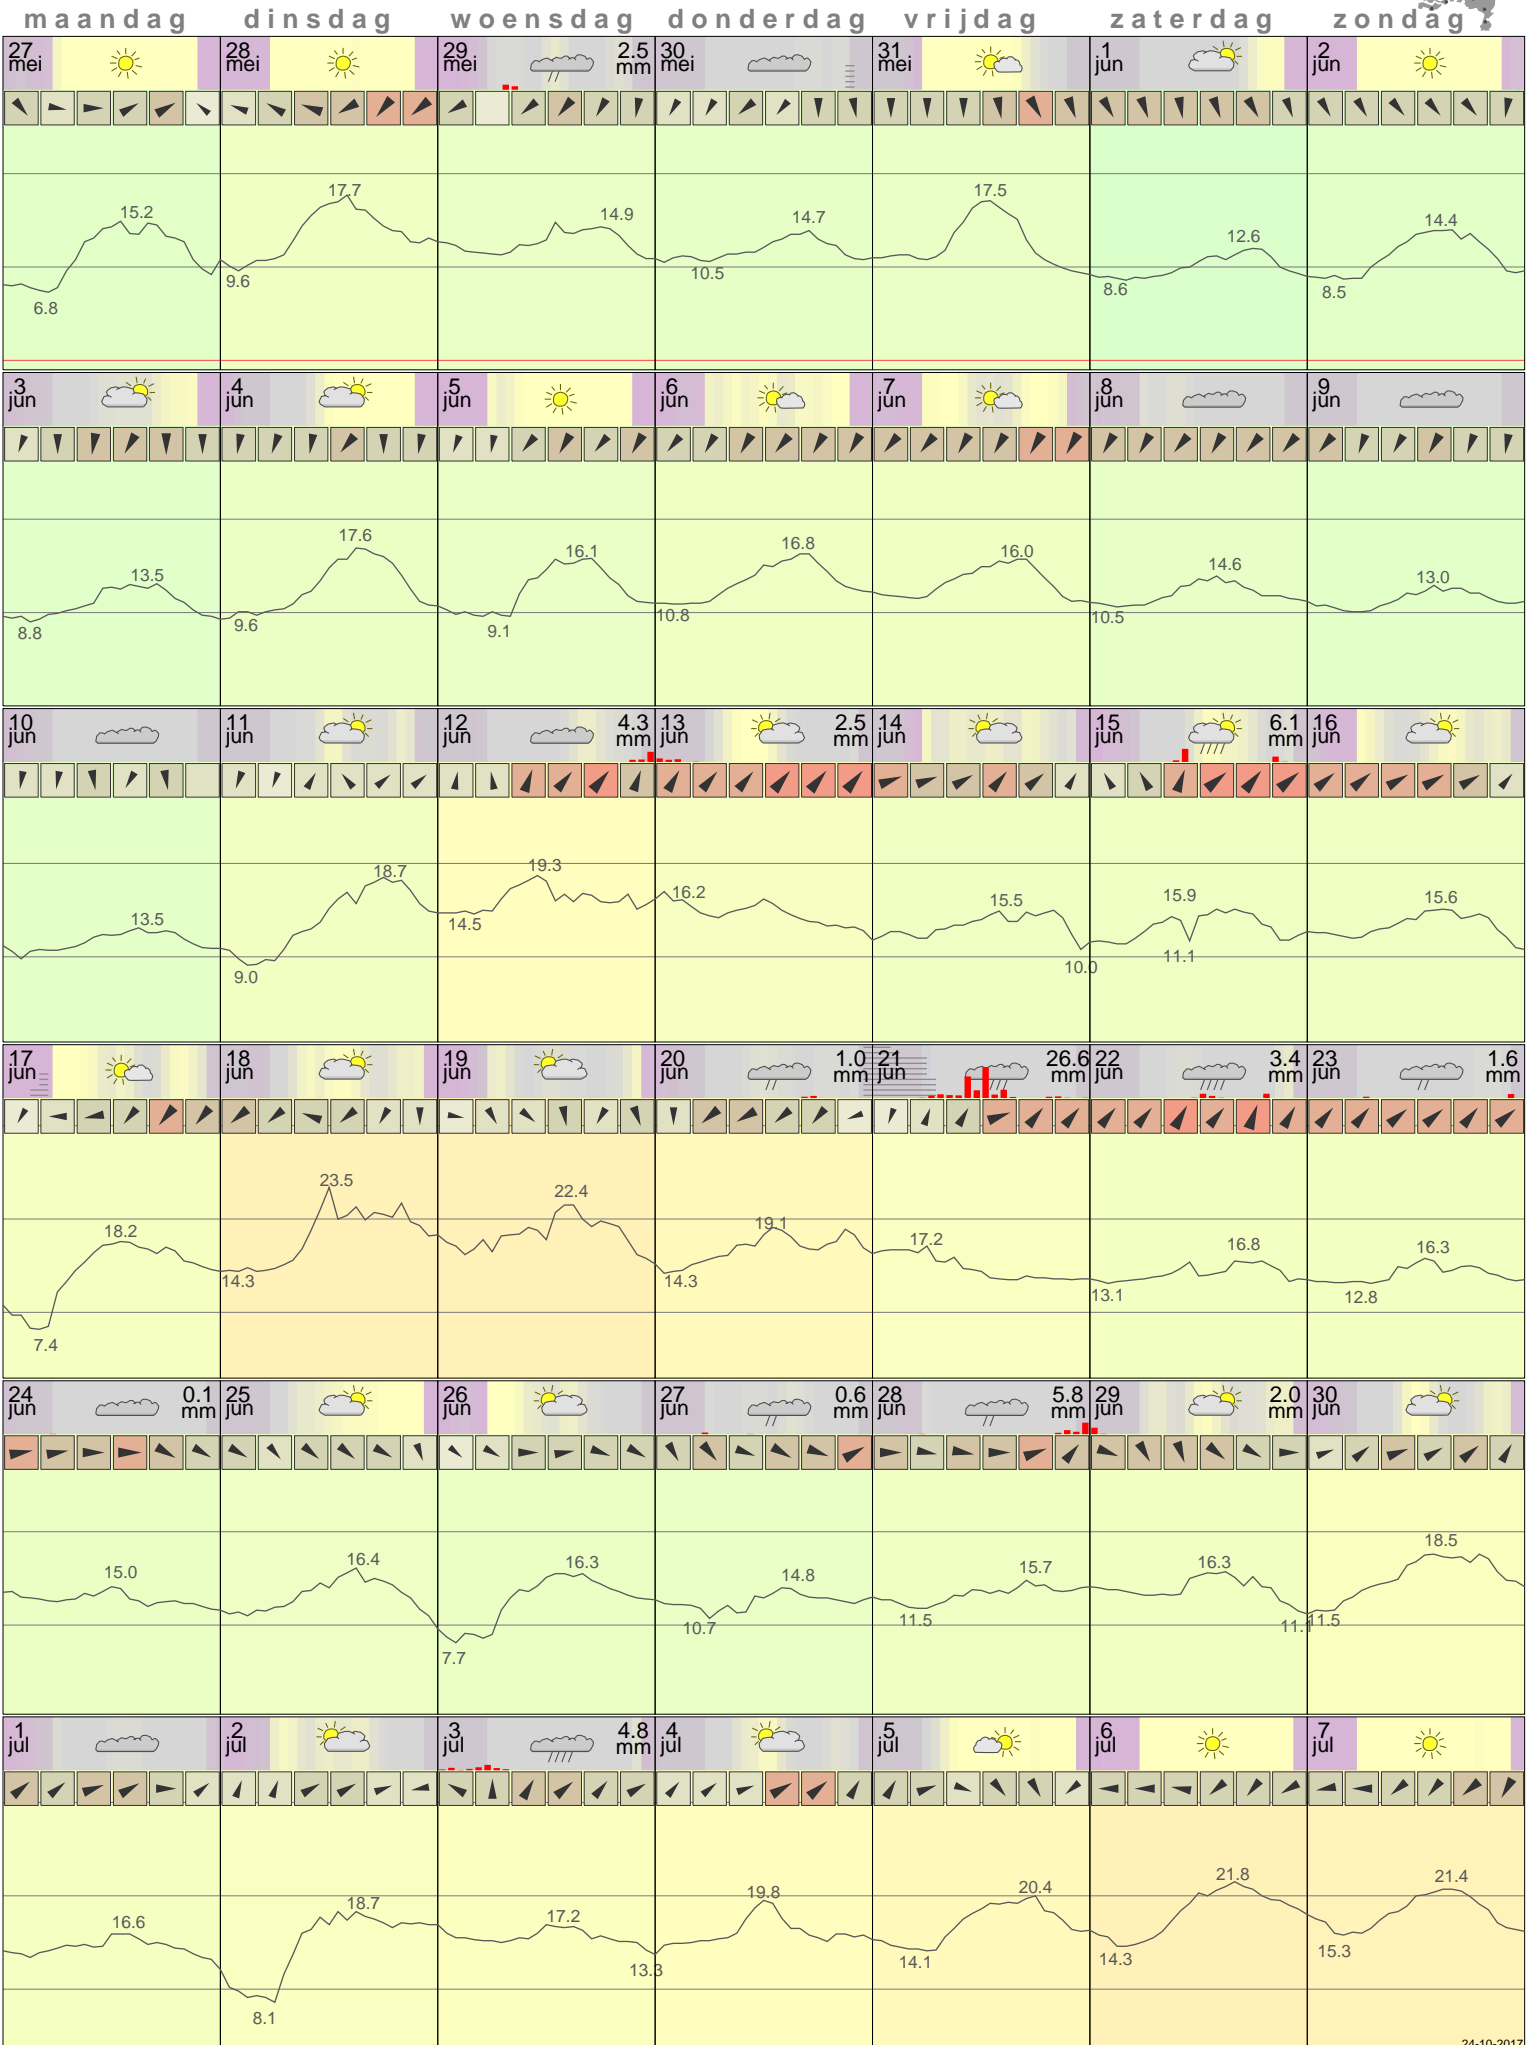 maandag dinsdag woensdag donderdag vrijdag zaterdag zondag
27 mei 28 mei 29 mei 2.5 mm 30 mei 31 mei 1 jun 2 jun
15.2 17.7 14.9 14.7 17.5 12.6 14.4
6.8 9.6 10.5 8.6 8.5
3 jun 4 jun 5 jun 6 jun 7 jun 8 jun 9 jun
13.5 17.6 16.1 16.8 16.0 14.6 13.0
8.8 9.6 9.1 10.8 10.5
10 jun 11 jun 12 jun 4.3 mm 13 jun 2.5 mm 14 jun 15 jun 6.1 mm 16 jun
13.5 18.7 19.3 16.2 15.5 15.9 15.6
9.0 14.5 10.0 11.1
17 jun 18 jun 19 jun 20 jun 1.0 mm 21 jun 26.6 mm 22 jun 3.4 mm 23 jun 1.6 mm
18.2 23.5 22.4 19.1 17.2 16.8 16.3
7.4 14.3 14.3 13.1 12.8
24 jun 0.1 mm 25 jun 26 jun 27 jun 0.6 mm 28 jun 5.8 mm 29 jun 2.0 mm 30 jun
15.0 16.4 16.3 14.8 15.7 16.3 18.5
7.7 10.7 11.5 11.1 11.5
1 jul 2 jul 3 jul 4.8 mm 4 jul 5 jul 6 jul 7 jul
16.6 18.7 17.2 19.8 20.4 21.8 21.4
8.1 13.3 14.1 14.3 15.3
24-10-2017